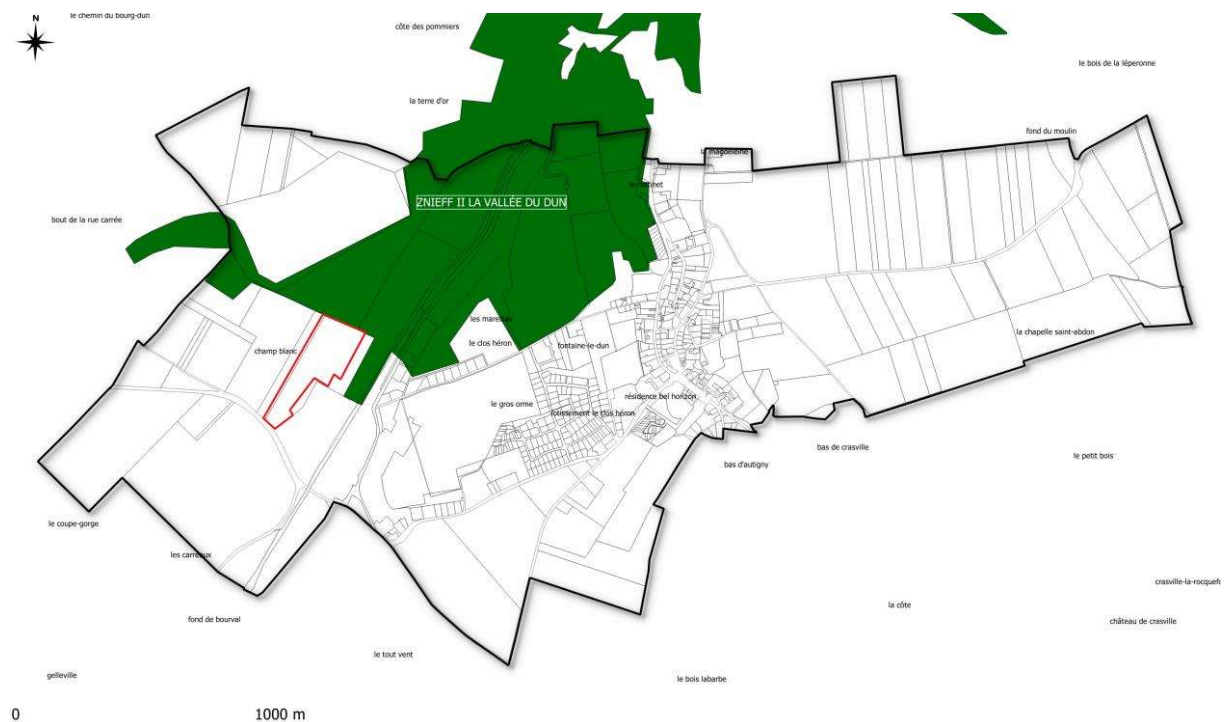 le chemin du bourg-dun
N
côte des pommiers
le bois de la léperonne
la terre d'or
fond du moulin
la magdeleine
ZNIEFF II LA VALLÉE DU DUN
bout de la rue carrée
les marettes
la chapelle saint-abdon
le clos héron
fontaine-le-dun
champ blanc
résidence bel horizon
le gros orme
lotissement le clos héron
bas de crasville
le petit bois
bas d'autigny
le coupe-gorge
les carreaux
crasville-la-rocquefo
la côte
fond de bourval
château de crasville
le tout vent
gelleville
le bois labarbe
0
1000 m